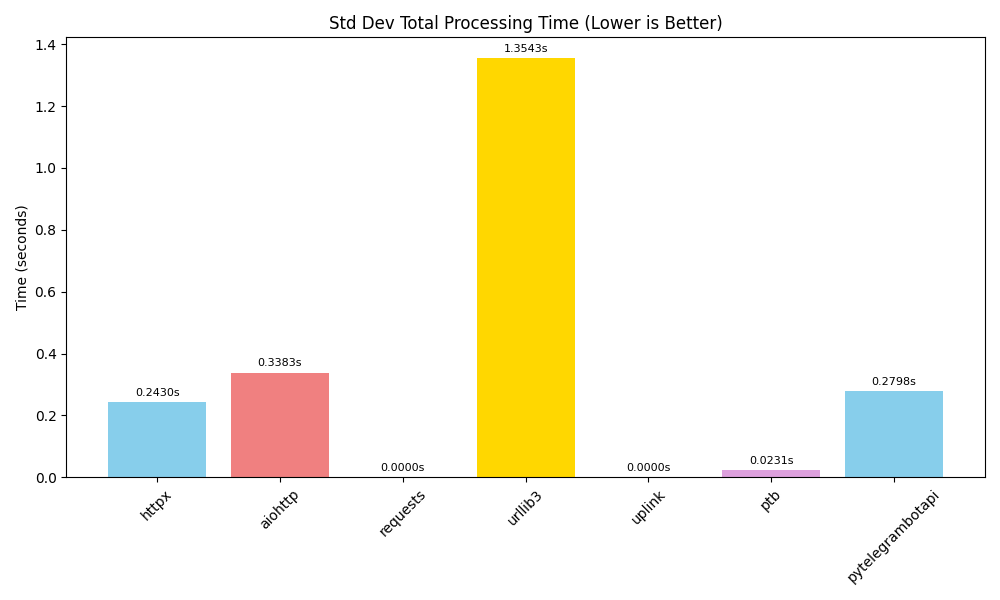 Std Dev Total Processing Time (Lower is Better)
Time (seconds)
1.4
1.2
1.0
0.8
0.6
0.4
0.2
0.0
0.2430s
0.3383s
0.0000s
1.3543s
0.0000s
0.0231s
0.2798s
httpx
aiohttp
requests
urllib3
uplink
ptb
pytelegrambotapi